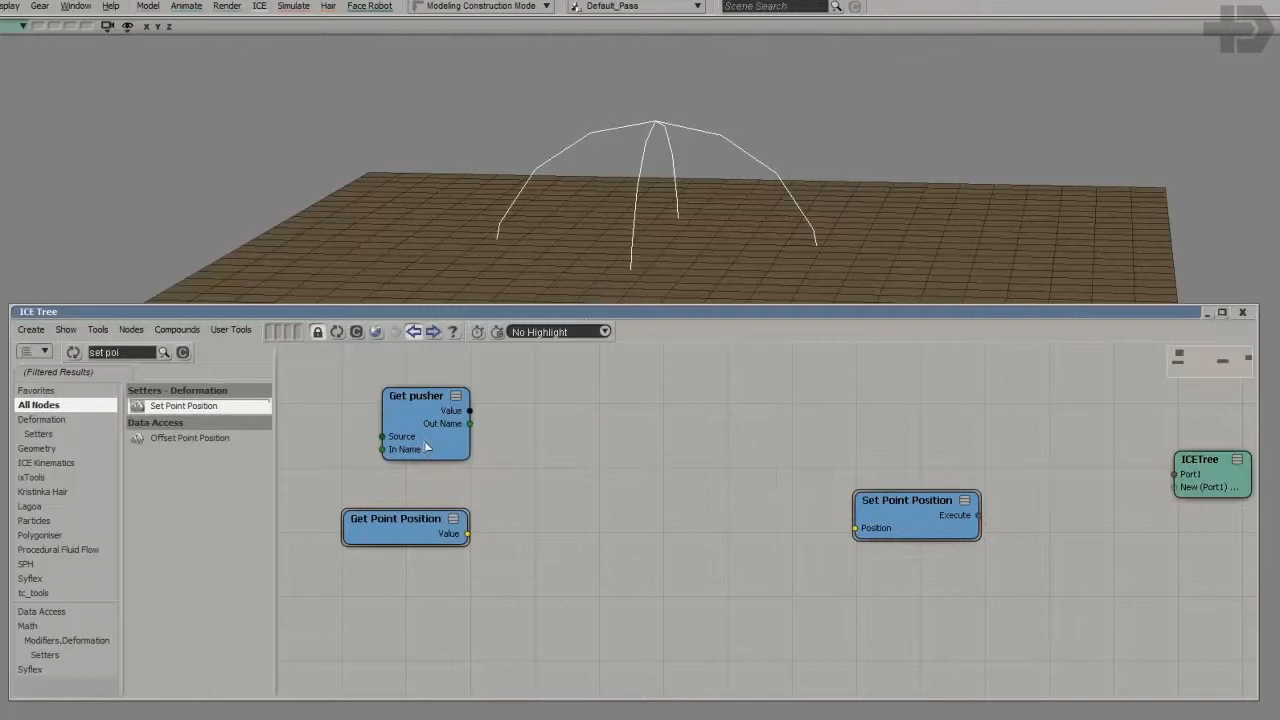 splay Gear Window Help Model Animate Render ICE Simulate Hair Face Robot Modeling Construction Mode Default_Pass Scene Search
X Y Z
ICE Tree
Create Show Tools Nodes Compounds User Tools C ? No Highlight
set poi C
(Filtered Results)
Favorites
All Nodes
Deformation
Setters
Geometry
ICE Kinematics
ixTools
Kristinka Hair
Lagoa
Particles
Polygoniser
Procedural Fluid Flow
SPH
Syflex
tc_tools
Data Access
Math
Modifiers,Deformation
Setters
Syflex
Setters - Deformation
Set Point Position
Data Access
Offset Point Position
Get pusher
Value
Out Name
Source
In Name
Get Point Position
Value
Set Point Position
Execute
Position
ICETree
Port1
New (Port1) ...